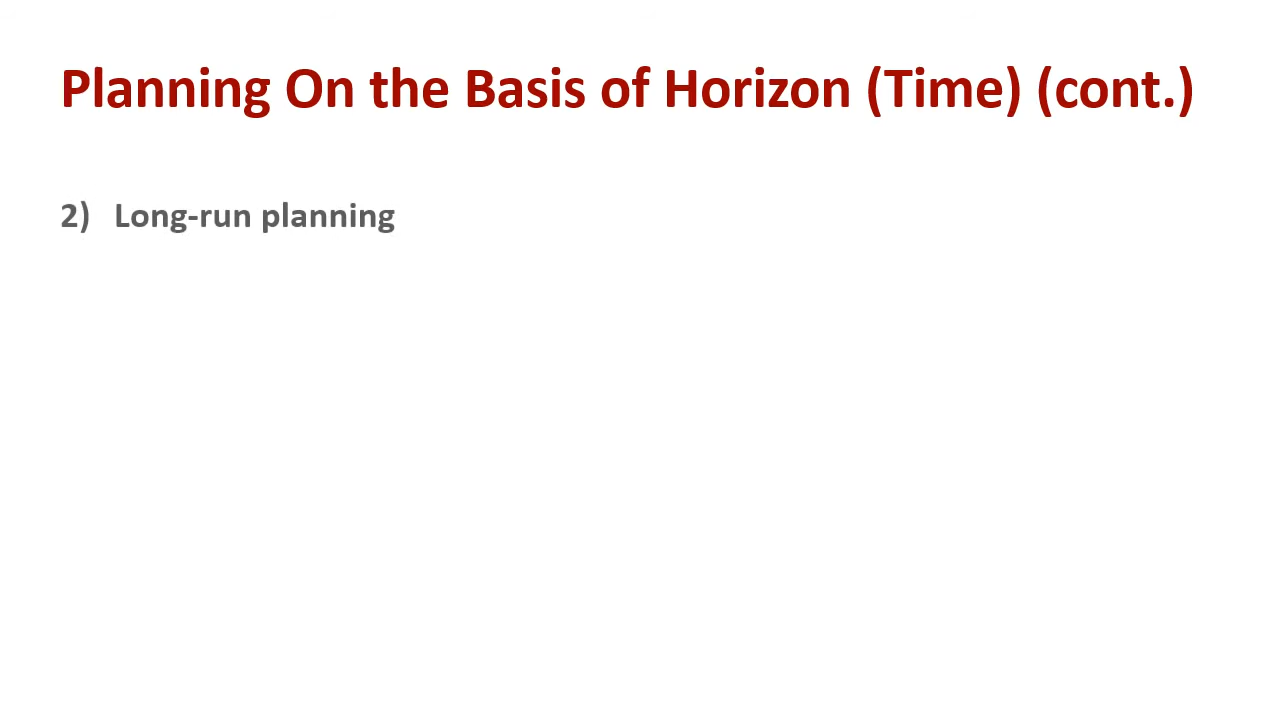 Planning On the Basis of Horizon (Time) (cont.)
2) Long-run planning